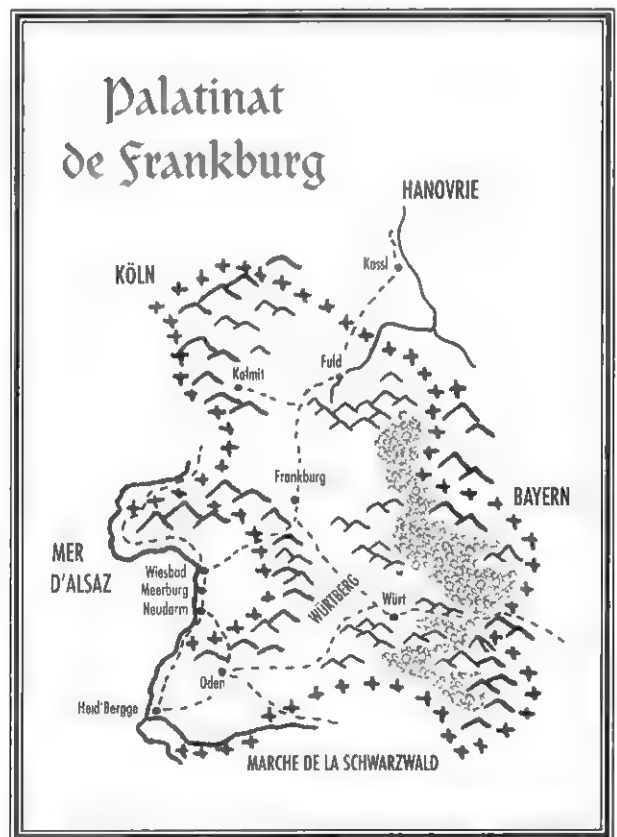 Palatinat
de Frankburg
HANOVRIE
KÖLN
Kassl
Fuld
Kalmit
Frankburg
BAYERN
MER
D'ALSAZ
Wiesbad
Meerburg
Neudarm
WÜRTBERG
Würt
Oden
Heid'Bergge
MARCHE DE LA SCHWARZWALD